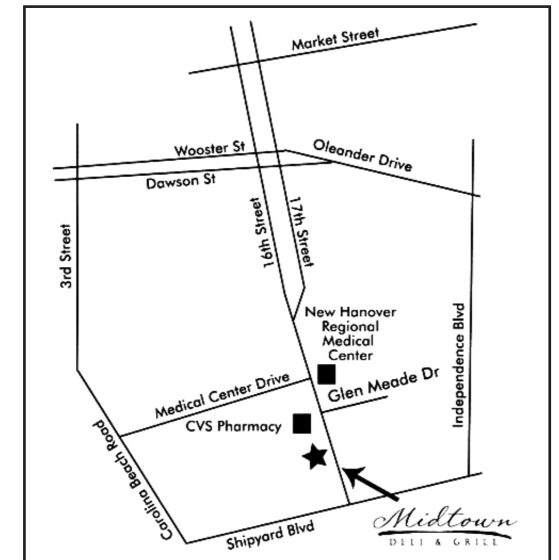 Market Street
Wooster St
Oleander Drive
Dawson St
3rd Street
16th Street
17th Street
New Hanover
Regional
Medical
Center
Independence Blvd
Medical Center Drive
Glen Meade Dr
CVS Pharmacy
Carolina Beach Road
Shipyard Blvd
Midtown
DELI & GRILL